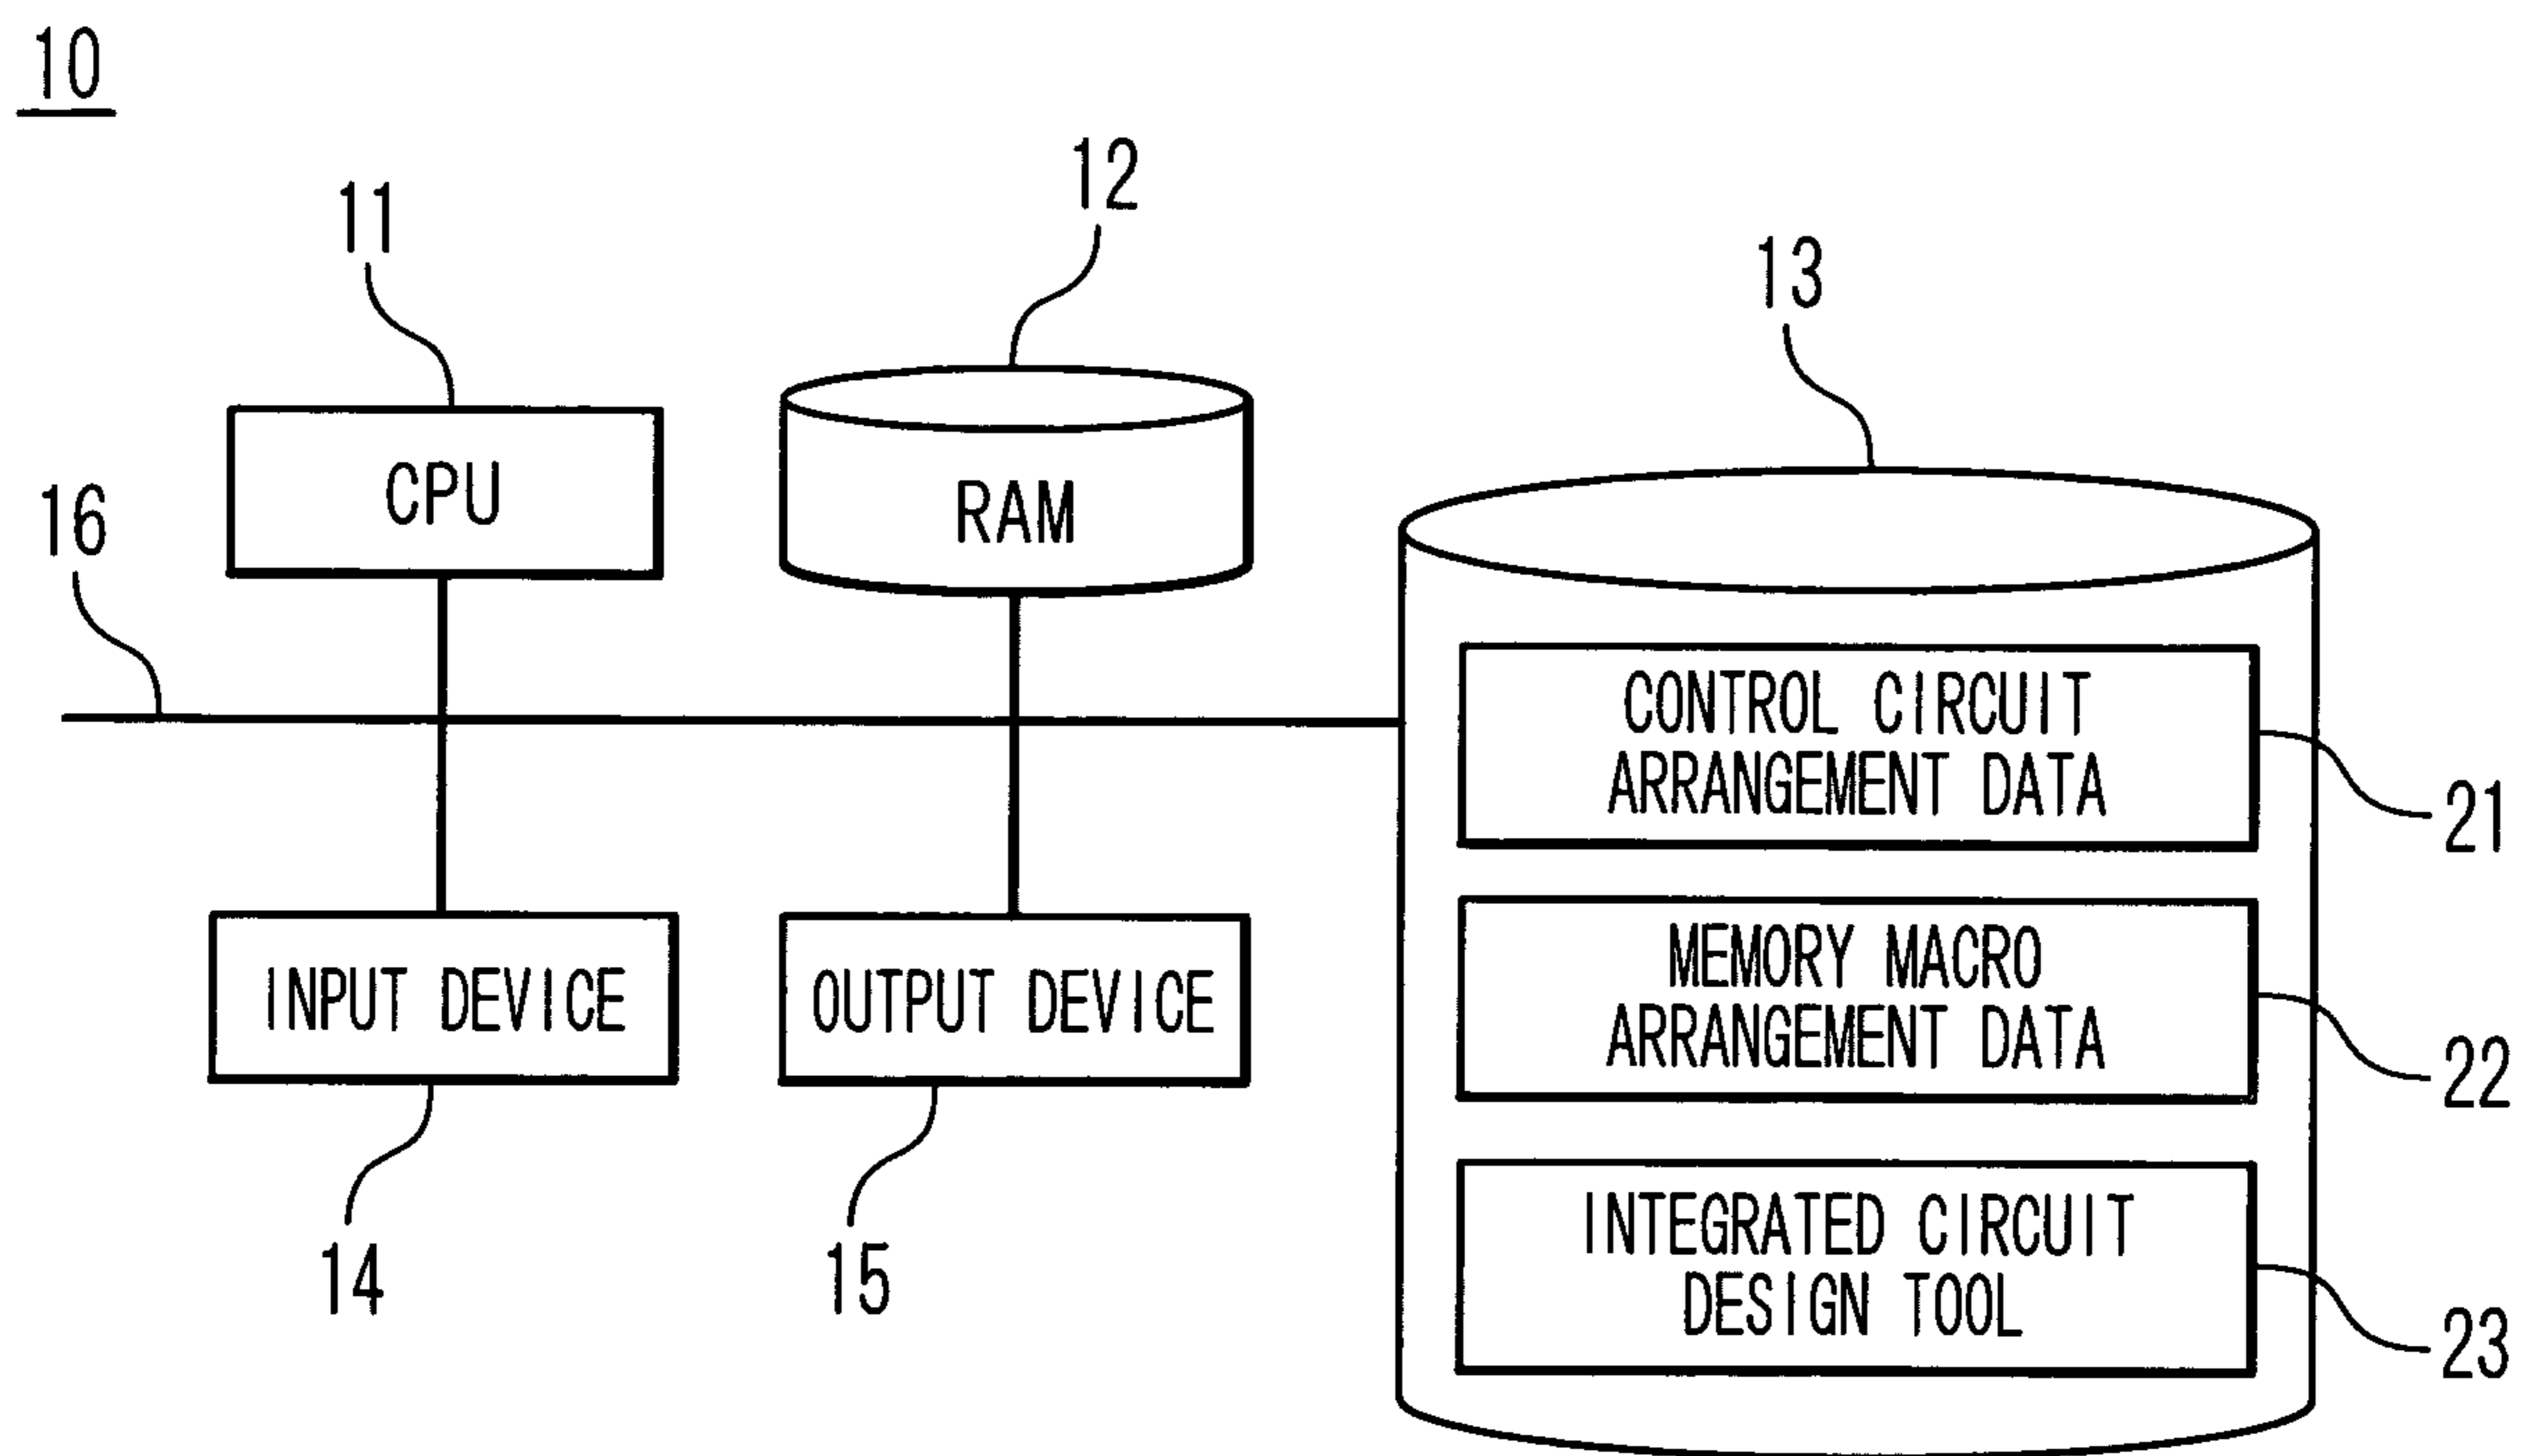 10
11
12
13
CPU
RAM
16
CONTROL CIRCUIT
ARRANGEMENT DATA
21
MEMORY MACRO
ARRANGEMENT DATA
22
INPUT DEVICE
OUTPUT DEVICE
INTEGRATED CIRCUIT
DESIGN TOOL
23
14
15